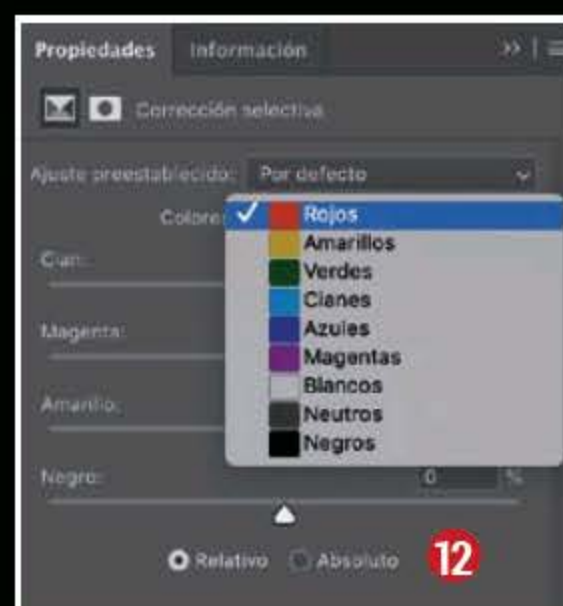 Propiedades Información
Corrección selectiva
Ajuste preestablecido: Por defecto
Colores
Rojos
Amarillos
Verdes
Cianes
Azules
Magentas
Blancos
Neutros
Negros
Cian:
Magenta:
Amarillo:
Negro: 0 %
Relativo Absoluto
12